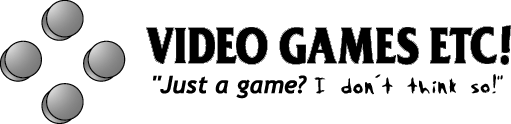 VIDEO GAMES ETC!
"Just a game? I don't think so!"